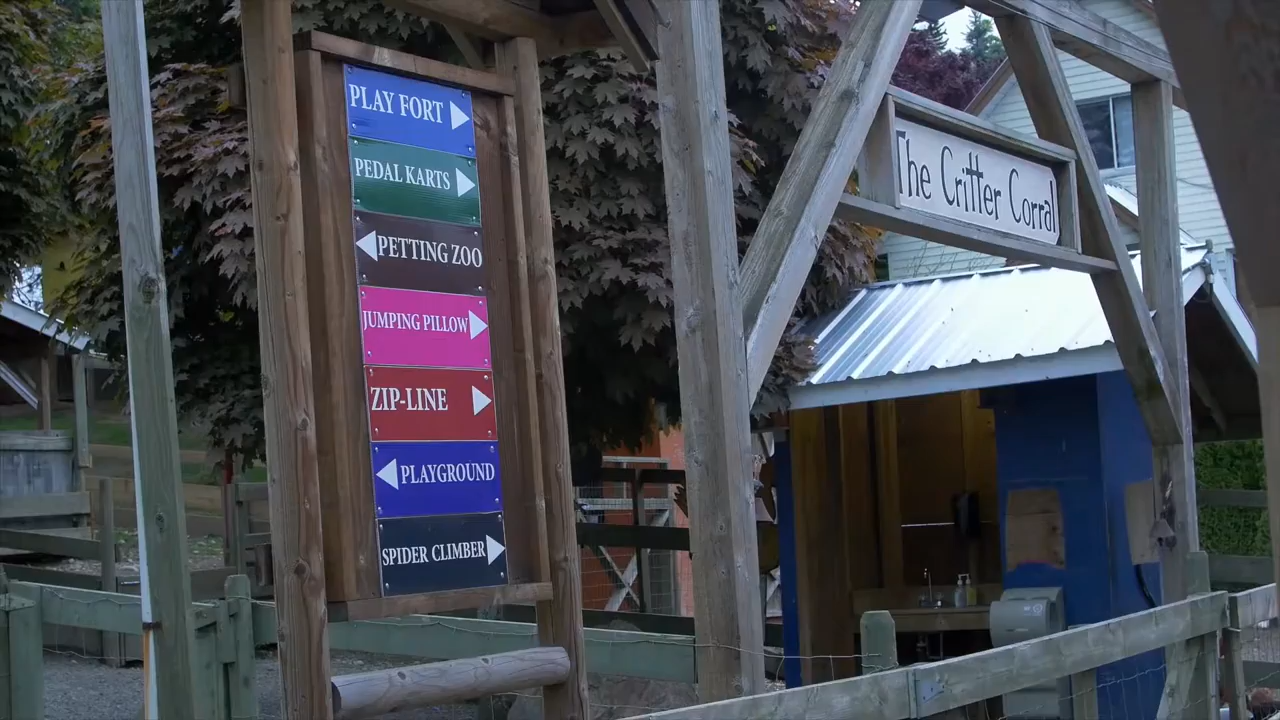 PLAY FORT
PEDAL KARTS
PETTING ZOO
JUMPING PILLOW
ZIP-LINE
PLAYGROUND
SPIDER CLIMBER
The Critter Corral